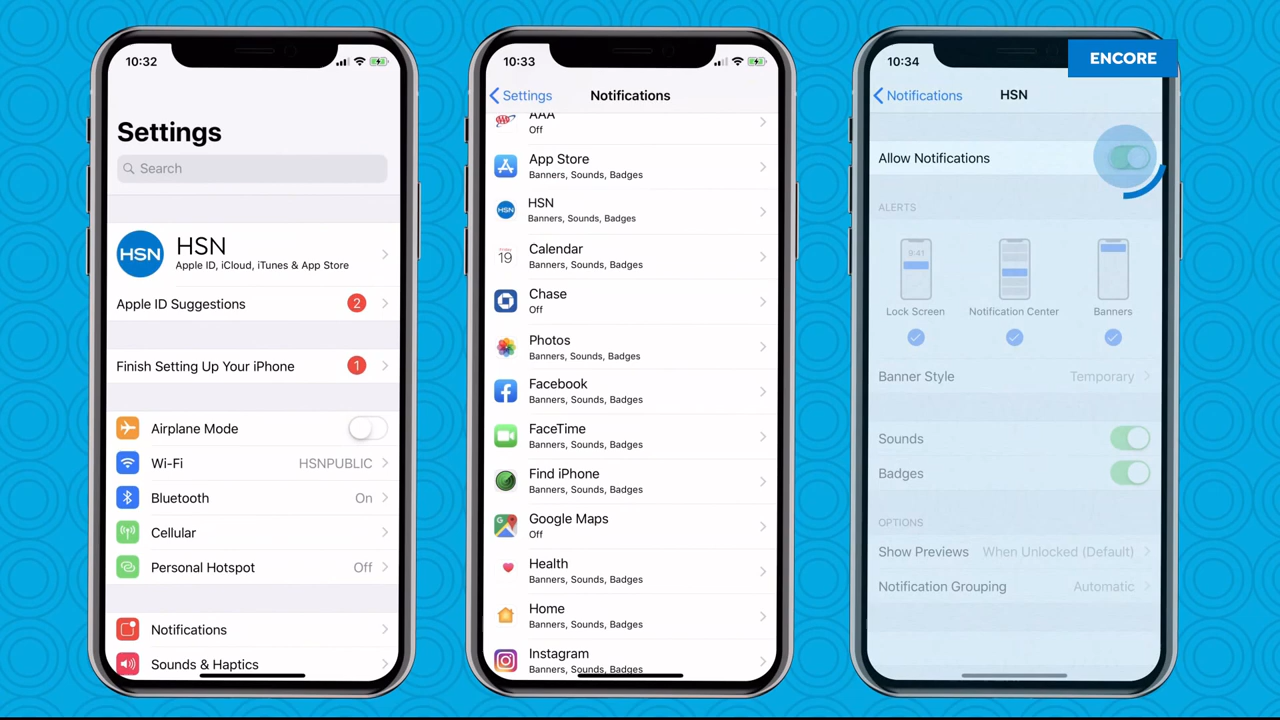 10:32
Settings
Search
HSN
HSN
Apple ID, iCloud, iTunes & App Store
Apple ID Suggestions
2
Finish Setting Up Your iPhone
1
Airplane Mode
Wi-Fi
HSNPUBLIC
Bluetooth
On
Cellular
Personal Hotspot
Off
Notifications
Sounds & Haptics
10:33
Settings
Notifications
AAA
Off
App Store
Banners, Sounds, Badges
HSN
HSN
Banners, Sounds, Badges
19
Calendar
Banners, Sounds, Badges
Chase
Off
Photos
Banners, Sounds, Badges
Facebook
Banners, Sounds, Badges
FaceTime
Banners, Sounds, Badges
Find iPhone
Banners, Sounds, Badges
Google Maps
Off
Health
Banners, Sounds, Badges
Home
Banners, Sounds, Badges
Instagram
Banners, Sounds, Badges
10:34
ENCORE
Notifications
HSN
Allow Notifications
ALERTS
9:41
Lock Screen
Notification Center
Banners
Banner Style
Temporary
Sounds
Badges
OPTIONS
Show Previews
When Unlocked (Default)
Notification Grouping
Automatic